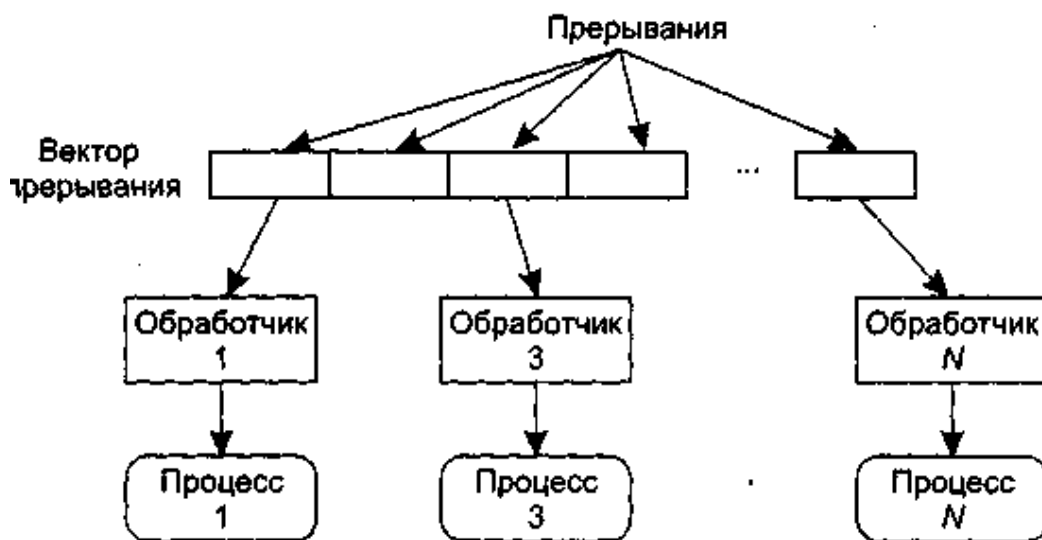 Прерывания
Вектор
прерывания
...
Обработчик
1
Обработчик
3
Обработчик
N
Процесс
1
Процесс
3
Процесс
N